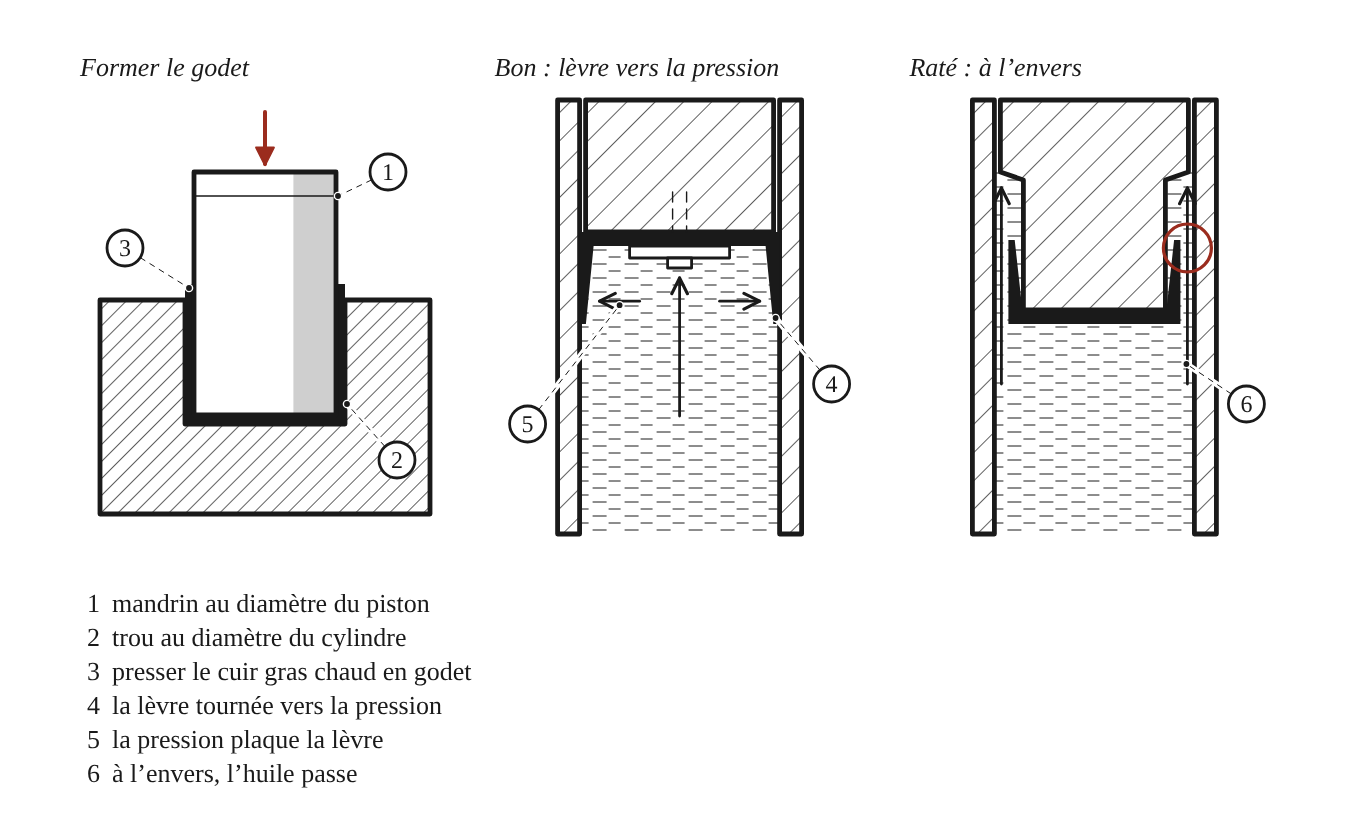 Former le godet
Bon : lèvre vers la pression
Raté : à l’envers
1
3
2
5
4
6
1 mandrin au diamètre du piston
2 trou au diamètre du cylindre
3 presser le cuir gras chaud en godet
4 la lèvre tournée vers la pression
5 la pression plaque la lèvre
6 à l’envers, l’huile passe